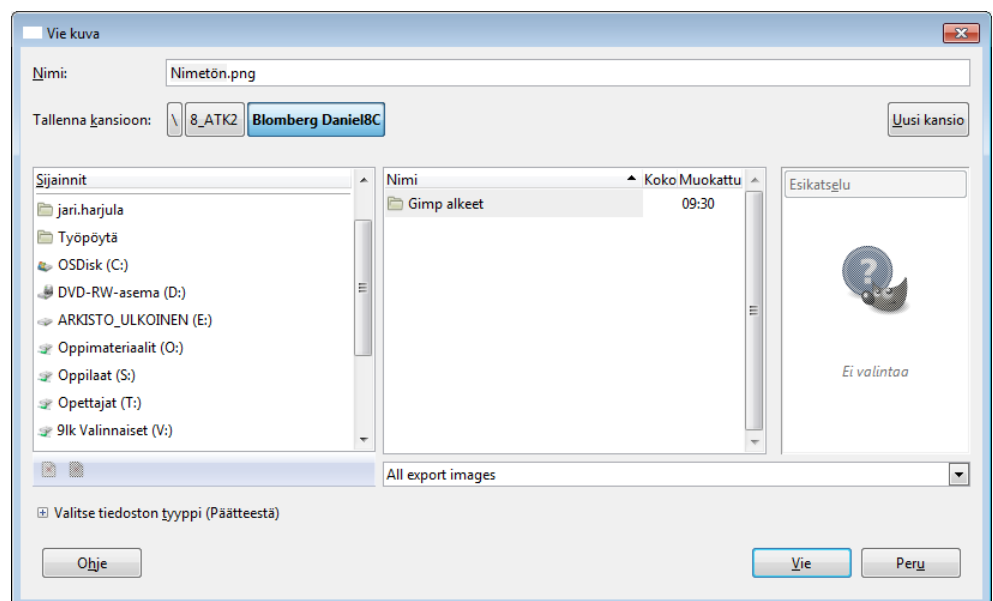 Vie kuva
Nimi: Nimetön.png
Tallenna kansioon: \ 8_ATK2 Blomberg Daniel8C Uusi kansio
Sijainnit
jari.harjula
Työpöytä
OSDisk (C:)
DVD-RW-asema (D:)
ARKISTO_ULKOINEN (E:)
Oppimateriaalit (O:)
Oppilaat (S:)
Opettajat (T:)
9lk Valinnaiset (V:)
Nimi Koko Muokattu
Gimp alkeet 09:30
Esikatselu
Ei valintaa
All export images
Valitse tiedoston tyyppi (Päätteestä)
Ohje Vie Peru